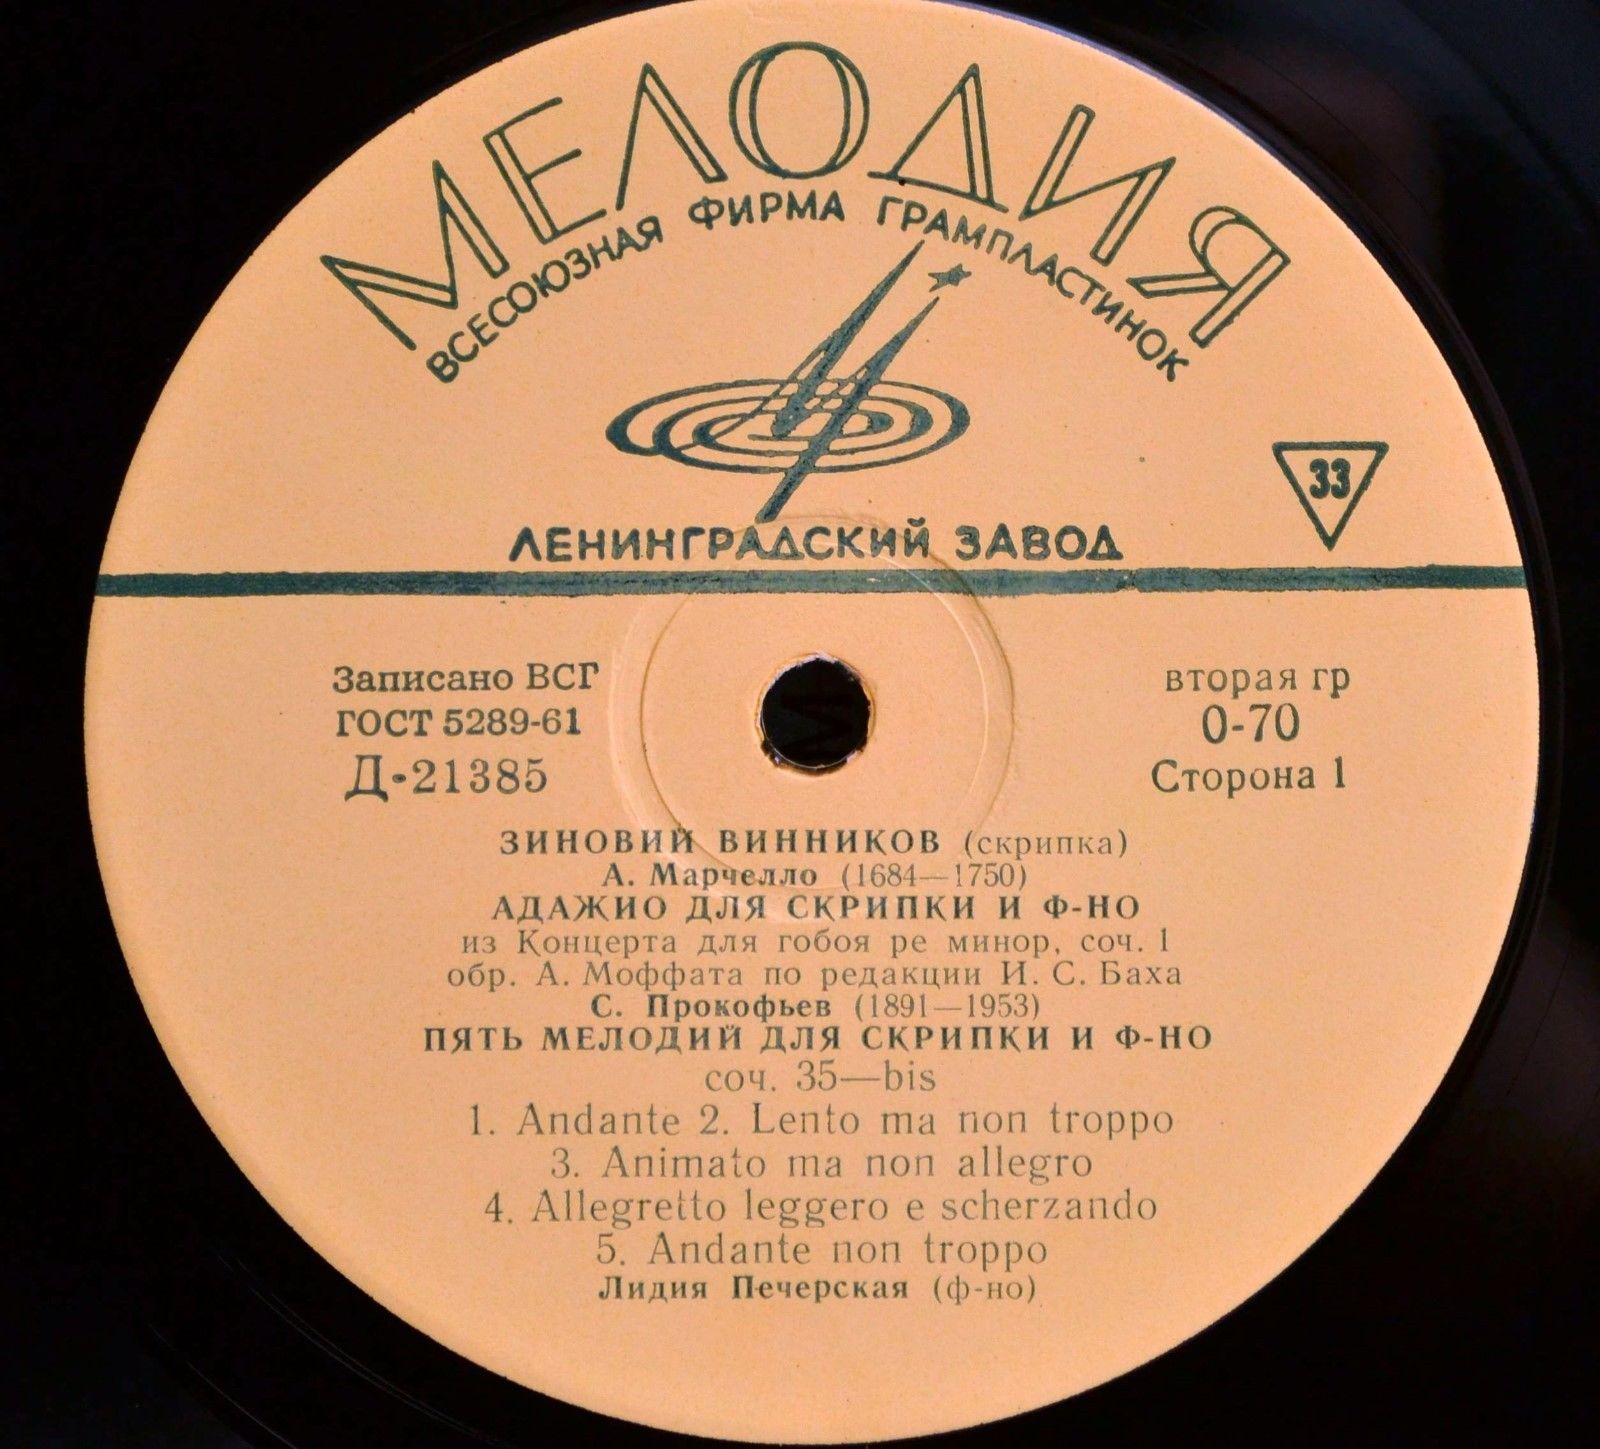 МЕЛОДИЯ
ВСЕСОЮЗНАЯ ФИРМА ГРАМПЛАСТИНОК
33
ЛЕНИНГРАДСКИЙ ЗАВОД
Записано ВСГ
ГОСТ 5289-61
Д-21385
вторая гр
0-70
Сторона 1
ЗИНОВИЙ ВИННИКОВ (скрипка)
А. Марчелло (1684—1750)
АДАЖИО ДЛЯ СКРИПКИ И Ф-НО
из Концерта для гобоя ре минор, соч. 1
обр. А. Моффата по редакции И. С. Баха
С. Прокофьев (1891—1953)
ПЯТЬ МЕЛОДИЙ ДЛЯ СКРИПКИ И Ф-НО
соч. 35—bis
1. Andante 2. Lento ma non troppo
3. Animato ma non allegro
4. Allegretto leggero e scherzando
5. Andante non troppo
Лидия Печерская (ф-но)